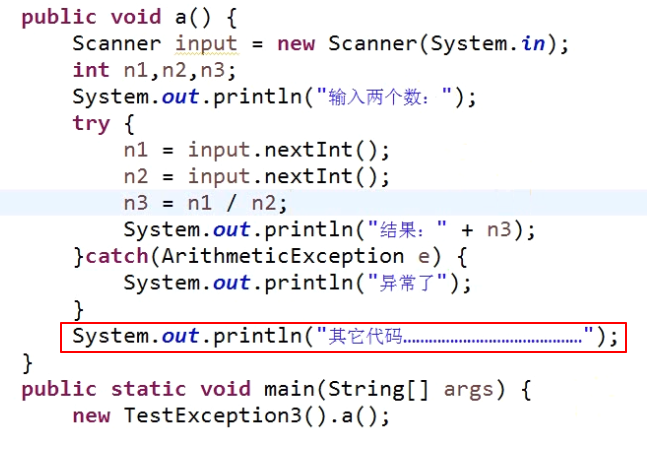 public void a() {
Scanner input = new Scanner(System.in);
int n1,n2,n3;
System.out.println("输入两个数：");
try {
n1 = input.nextInt();
n2 = input.nextInt();
n3 = n1 / n2;
System.out.println("结果：" + n3);
}catch(ArithmeticException e) {
System.out.println("异常了");
}
System.out.println("其它代码………………………………………");
}
public static void main(String[] args) {
new TestException3().a();